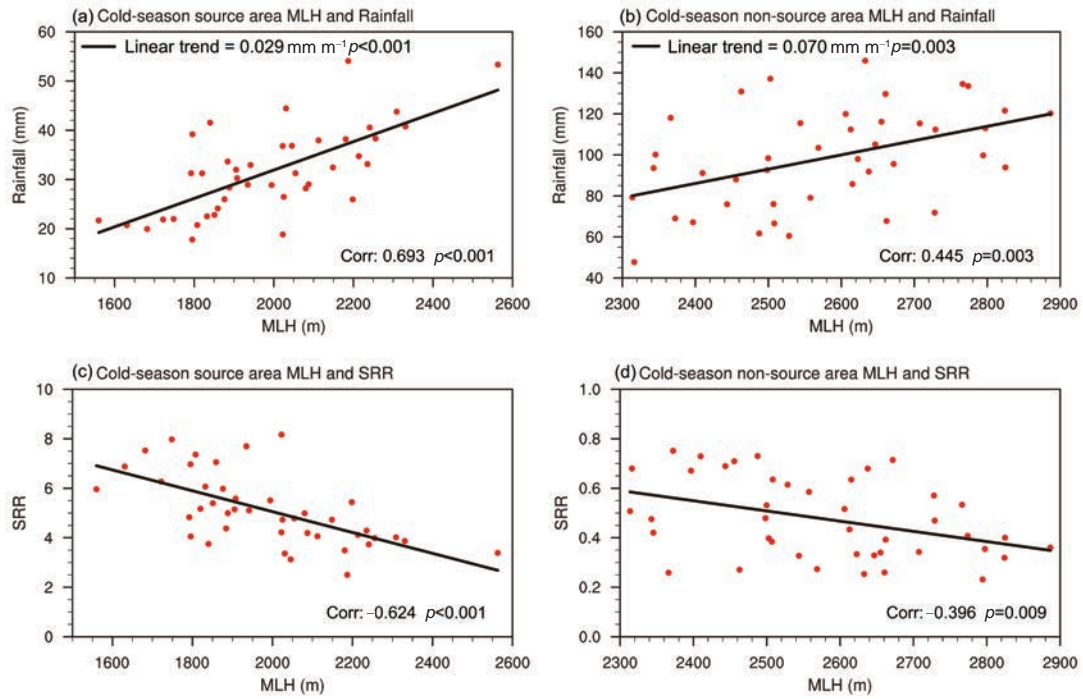 (a) Cold-season source area MLH and Rainfall
60
50
40
30
20
10
Rainfall (mm)
Linear trend = 0.029 mm m⁻¹ p<0.001
Corr: 0.693 p<0.001
1600 1800 2000 2200 2400 2600
MLH (m)
(b) Cold-season non-source area MLH and Rainfall
160
140
120
100
80
60
40
Rainfall (mm)
Linear trend = 0.070 mm m⁻¹ p=0.003
Corr: 0.445 p=0.003
2300 2400 2500 2600 2700 2800 2900
MLH (m)
(c) Cold-season source area MLH and SRR
10
8
6
4
2
0
SRR
Corr: −0.624 p<0.001
1600 1800 2000 2200 2400 2600
MLH (m)
(d) Cold-season non-source area MLH and SRR
1.0
0.8
0.6
0.4
0.2
0.0
SRR
Corr: −0.396 p=0.009
2300 2400 2500 2600 2700 2800 2900
MLH (m)